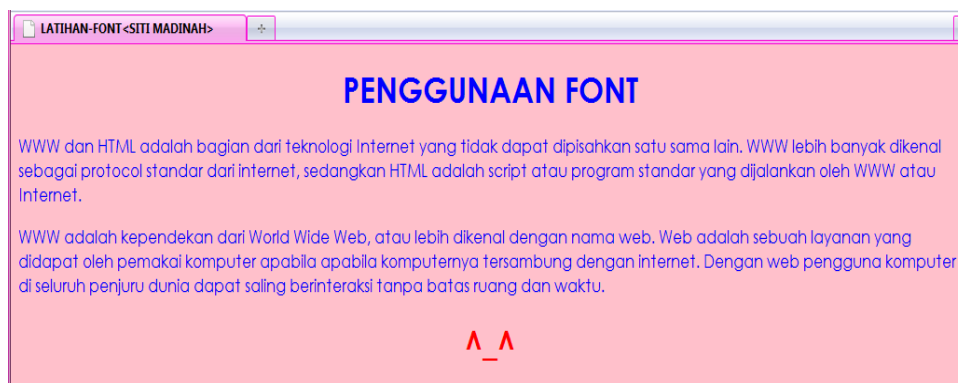 LATIHAN-FONT<SITI MADINAH>
PENGGUNAAN FONT
WWW dan HTML adalah bagian dari teknologi Internet yang tidak dapat dipisahkan satu sama lain. WWW lebih banyak dikenal
sebagai protocol standar dari internet, sedangkan HTML adalah script atau program standar yang dijalankan oleh WWW atau
Internet.
WWW adalah kependekan dari World Wide Web, atau lebih dikenal dengan nama web. Web adalah sebuah layanan yang
didapat oleh pemakai komputer apabila apabila komputernya tersambung dengan internet. Dengan web pengguna komputer
di seluruh penjuru dunia dapat saling berinteraksi tanpa batas ruang dan waktu.
^_^